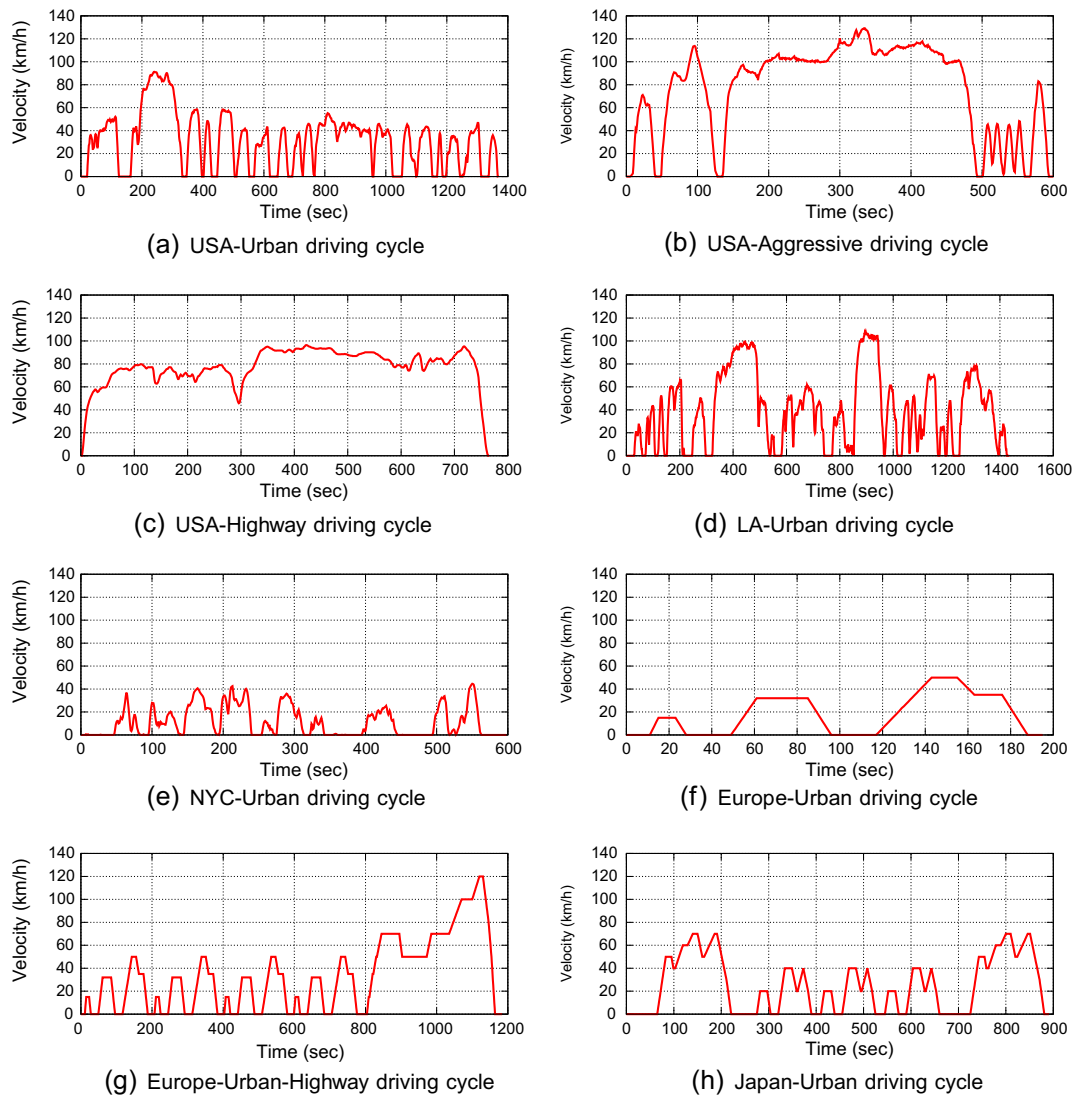 140
120
100
80
60
40
20
0
Velocity (km/h)
0 200 400 600 800 1000 1200 1400
Time (sec)
(a) USA-Urban driving cycle
140
120
100
80
60
40
20
0
Velocity (km/h)
0 100 200 300 400 500 600
Time (sec)
(b) USA-Aggressive driving cycle
140
120
100
80
60
40
20
0
Velocity (km/h)
0 100 200 300 400 500 600 700 800
Time (sec)
(c) USA-Highway driving cycle
140
120
100
80
60
40
20
0
Velocity (km/h)
0 200 400 600 800 1000 1200 1400 1600
Time (sec)
(d) LA-Urban driving cycle
140
120
100
80
60
40
20
0
Velocity (km/h)
0 100 200 300 400 500 600
Time (sec)
(e) NYC-Urban driving cycle
140
120
100
80
60
40
20
0
Velocity (km/h)
0 20 40 60 80 100 120 140 160 180 200
Time (sec)
(f) Europe-Urban driving cycle
140
120
100
80
60
40
20
0
Velocity (km/h)
0 200 400 600 800 1000 1200
Time (sec)
(g) Europe-Urban-Highway driving cycle
140
120
100
80
60
40
20
0
Velocity (km/h)
0 100 200 300 400 500 600 700 800 900
Time (sec)
(h) Japan-Urban driving cycle